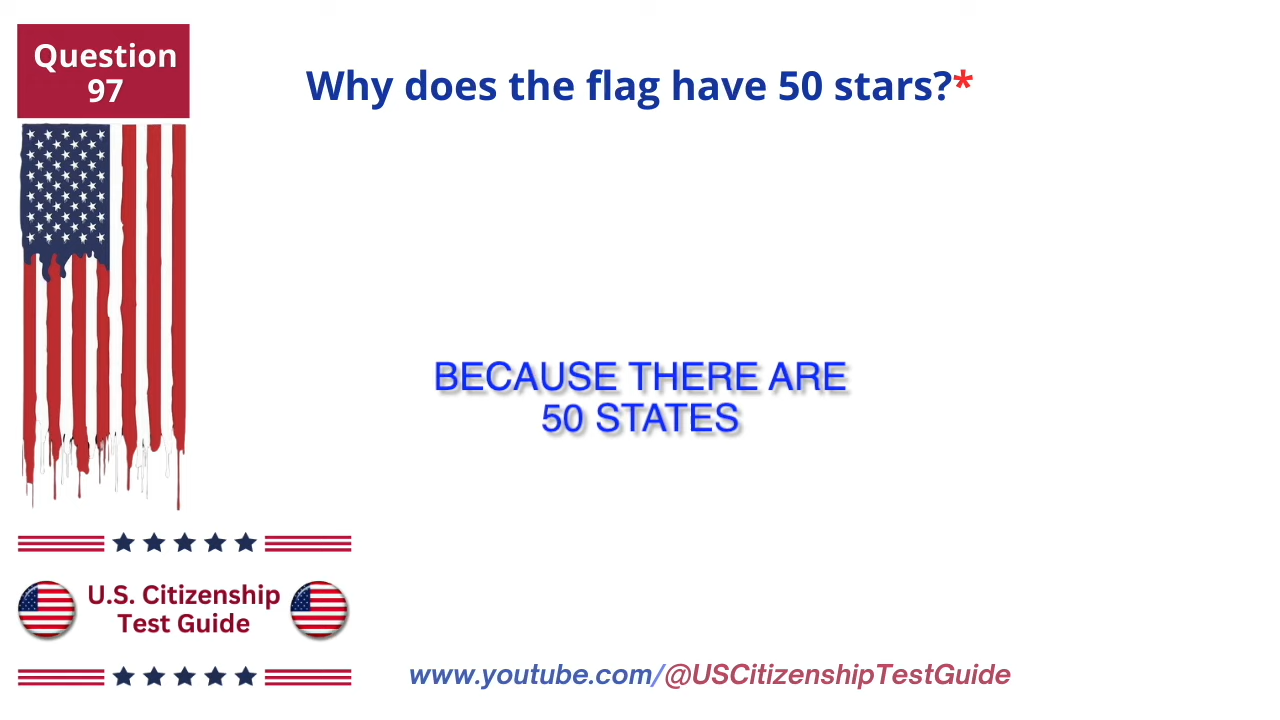 Question
97
Why does the flag have 50 stars?*
BECAUSE THERE ARE
50 STATES
U.S. Citizenship
Test Guide
www.youtube.com/@USCitizenshipTestGuide